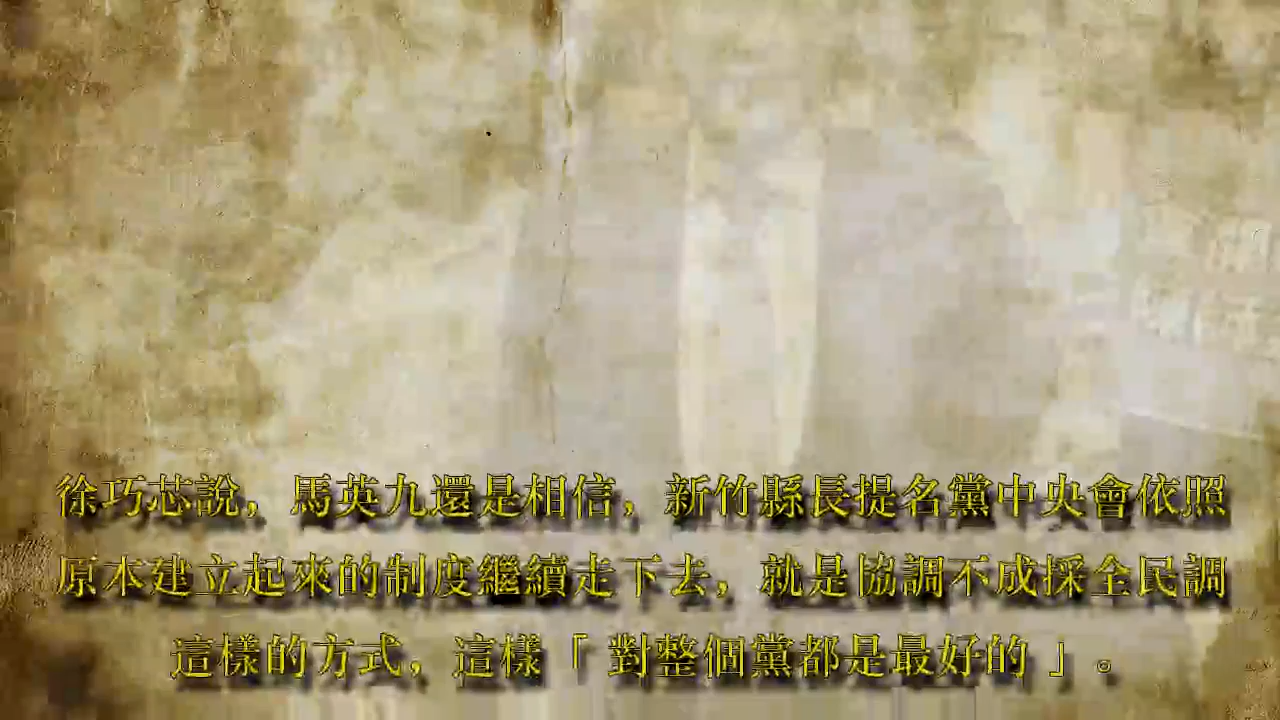 徐巧芯說，馬英九還是相信，新竹縣長提名黨中央會依照
原本建立起來的制度繼續走下去，就是協調不成採全民調
這樣的方式，這樣「對整個黨都是最好的」。